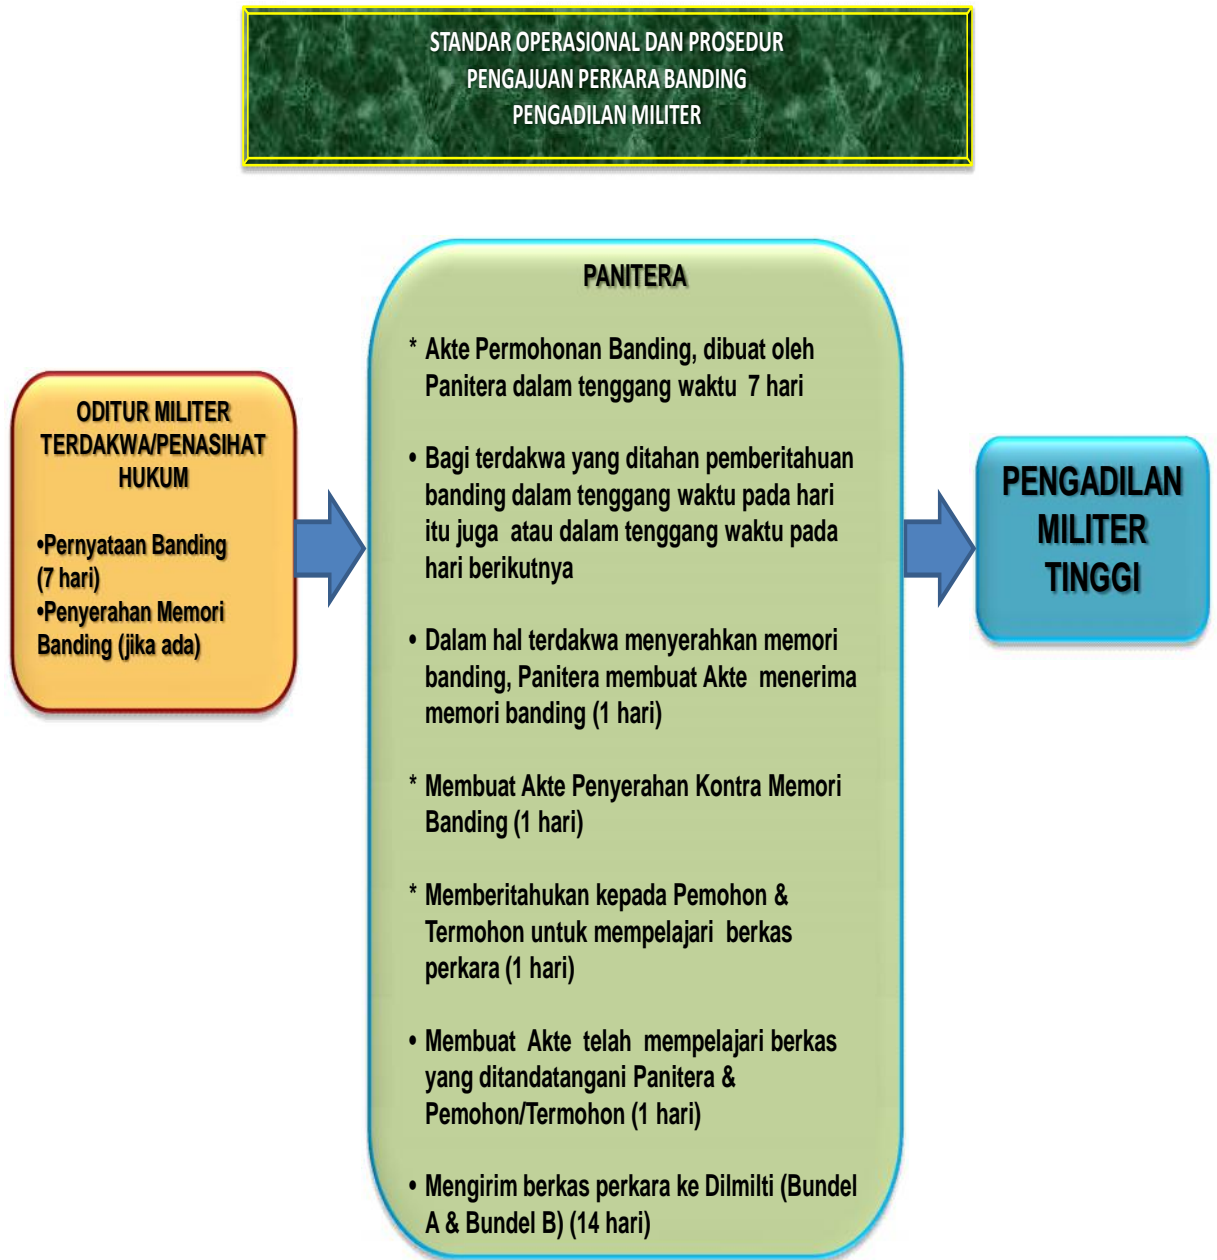 STANDAR OPERASIONAL DAN PROSEDUR
PENGAJUAN PERKARA BANDING
PENGADILAN MILITER
ODITUR MILITER
TERDAKWA/PENASIHAT
HUKUM
•Pernyataan Banding
(7 hari)
•Penyerahan Memori
Banding (jika ada)
PANITERA
* Akte Permohonan Banding, dibuat oleh
Panitera dalam tenggang waktu 7 hari
• Bagi terdakwa yang ditahan pemberitahuan
banding dalam tenggang waktu pada hari
itu juga atau dalam tenggang waktu pada
hari berikutnya
• Dalam hal terdakwa menyerahkan memori
banding, Panitera membuat Akte menerima
memori banding (1 hari)
* Membuat Akte Penyerahan Kontra Memori
Banding (1 hari)
* Memberitahukan kepada Pemohon &
Termohon untuk mempelajari berkas
perkara (1 hari)
• Membuat Akte telah mempelajari berkas
yang ditandatangani Panitera &
Pemohon/Termohon (1 hari)
• Mengirim berkas perkara ke Dilmilti (Bundel
A & Bundel B) (14 hari)
PENGADILAN
MILITER
TINGGI